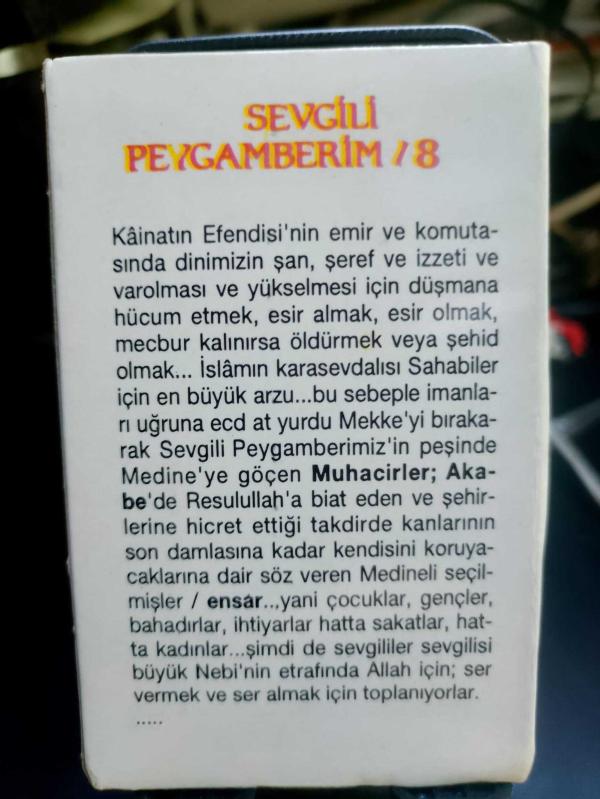 SEVGİLİ
PEYGAMBERİM / 8
Kâinatın Efendisi'nin emir ve komuta-
sında dinimizin şan, şeref ve izzeti ve
varolması ve yükselmesi için düşmana
hücum etmek, esir almak, esir olmak,
mecbur kalınırsa öldürmek veya şehid
olmak... İslâmın karasevdalısı Sahabiler
için en büyük arzu...bu sebeple imanla-
rı uğruna ecd at yurdu Mekke'yi bıraka-
rak Sevgili Peygamberimiz'in peşinde
Medine'ye göçen Muhacirler; Aka-
be'de Resulullah'a biat eden ve şehir-
lerine hicret ettiği takdirde kanlarının
son damlasına kadar kendisini koruya-
caklarına dair söz veren Medineli seçil-
mişler / ensar...yani çocuklar, gençler,
bahadırlar, ihtiyarlar hatta sakatlar, hat-
ta kadınlar...şimdi de sevgililer sevgilisi
büyük Nebi'nin etrafında Allah için; ser
vermek ve ser almak için toplanıyorlar.
.....